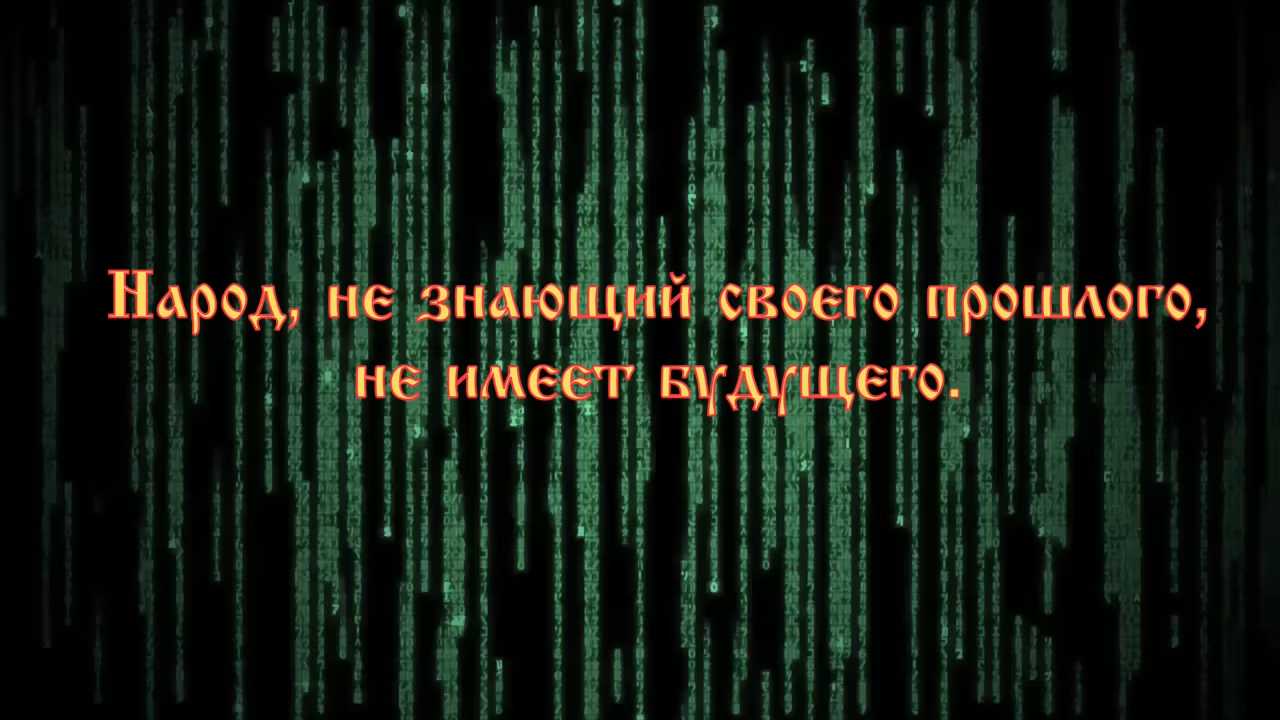 Народ, не знающий своего прошлого,
не имеет будущего.